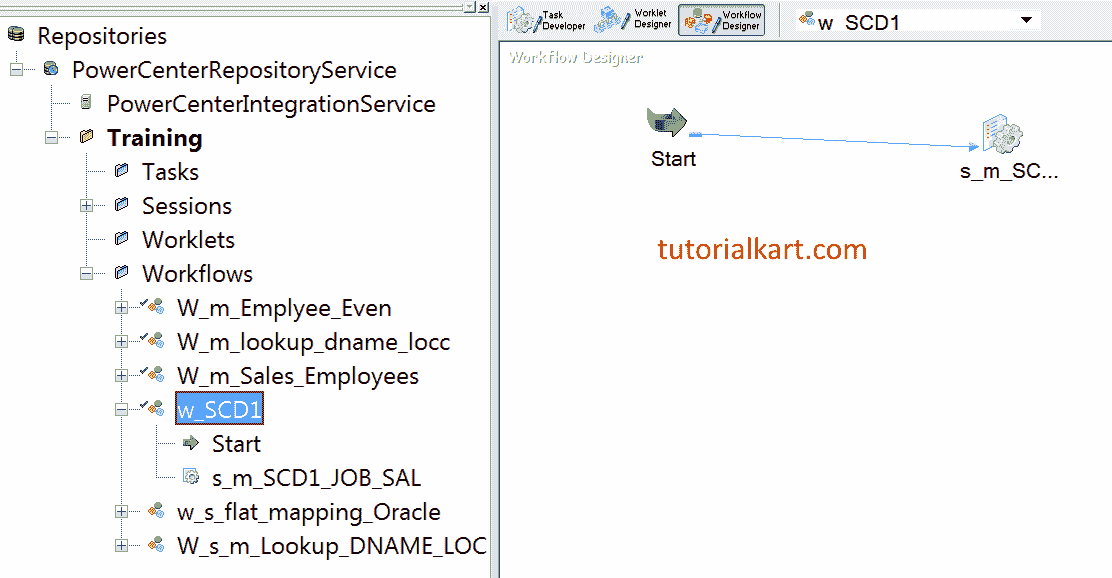 Repositories
PowerCenterRepositoryService
PowerCenterIntegrationService
Training
Tasks
Sessions
Worklets
Workflows
W_m_Emplyee_Even
W_m_lookup_dname_locc
W_m_Sales_Employees
w_SCD1
Start
s_m_SCD1_JOB_SAL
w_s_flat_mapping_Oracle
W_s_m_Lookup_DNAME_LOC
Task
Developer
Worklet
Designer
Workflow
Designer
w_SCD1
Workflow Designer
Start
s_m_SC...
tutorialkart.com